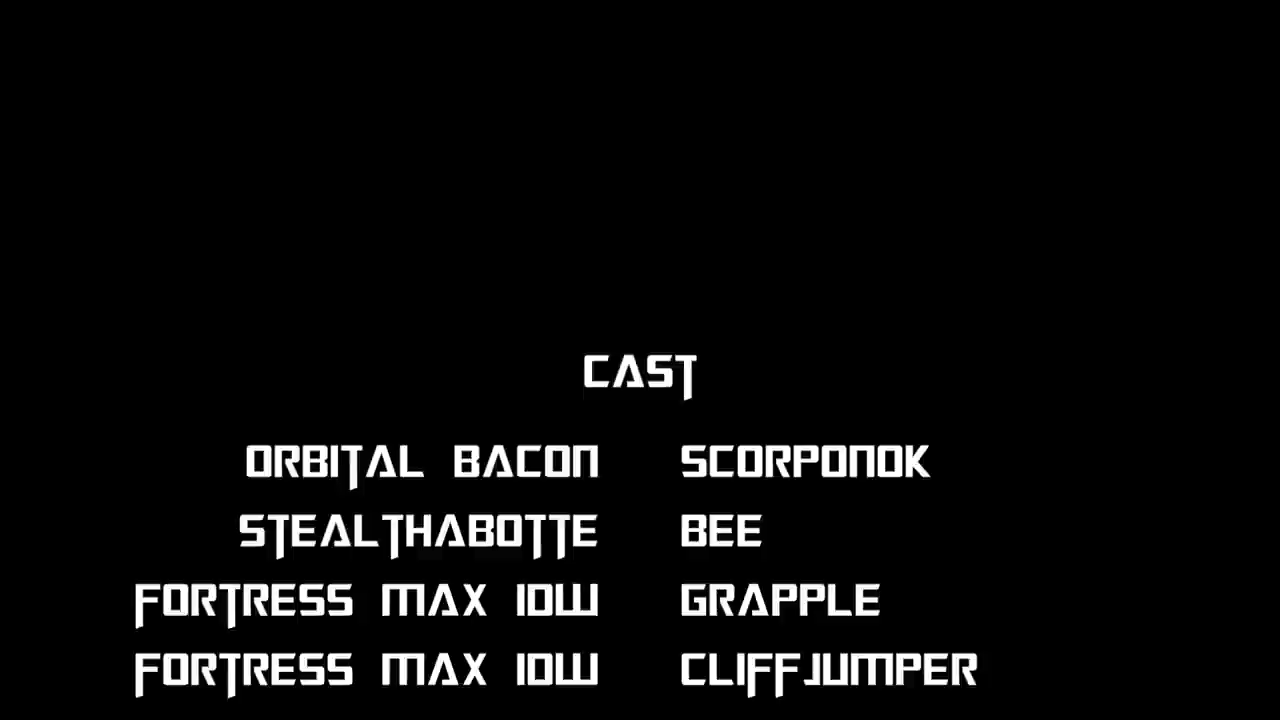 CAST
ORBITAL BACON SCORPONOK
STEALTHABOTTE BEE
FORTRESS MAX IDW GRAPPLE
FORTRESS MAX IDW CLIFFJUMPER